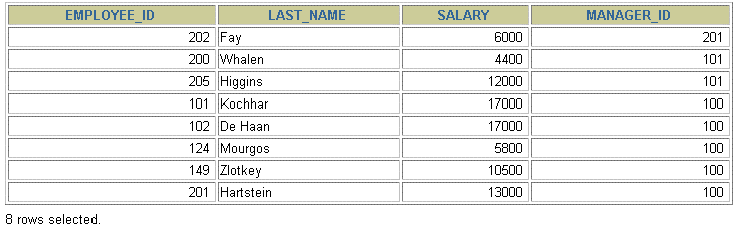 EMPLOYEE_ID LAST_NAME SALARY MANAGER_ID
202 Fay 6000 201
200 Whalen 4400 101
205 Higgins 12000 101
101 Kochhar 17000 100
102 De Haan 17000 100
124 Mourgos 5800 100
149 Zlotkey 10500 100
201 Hartstein 13000 100
8 rows selected.